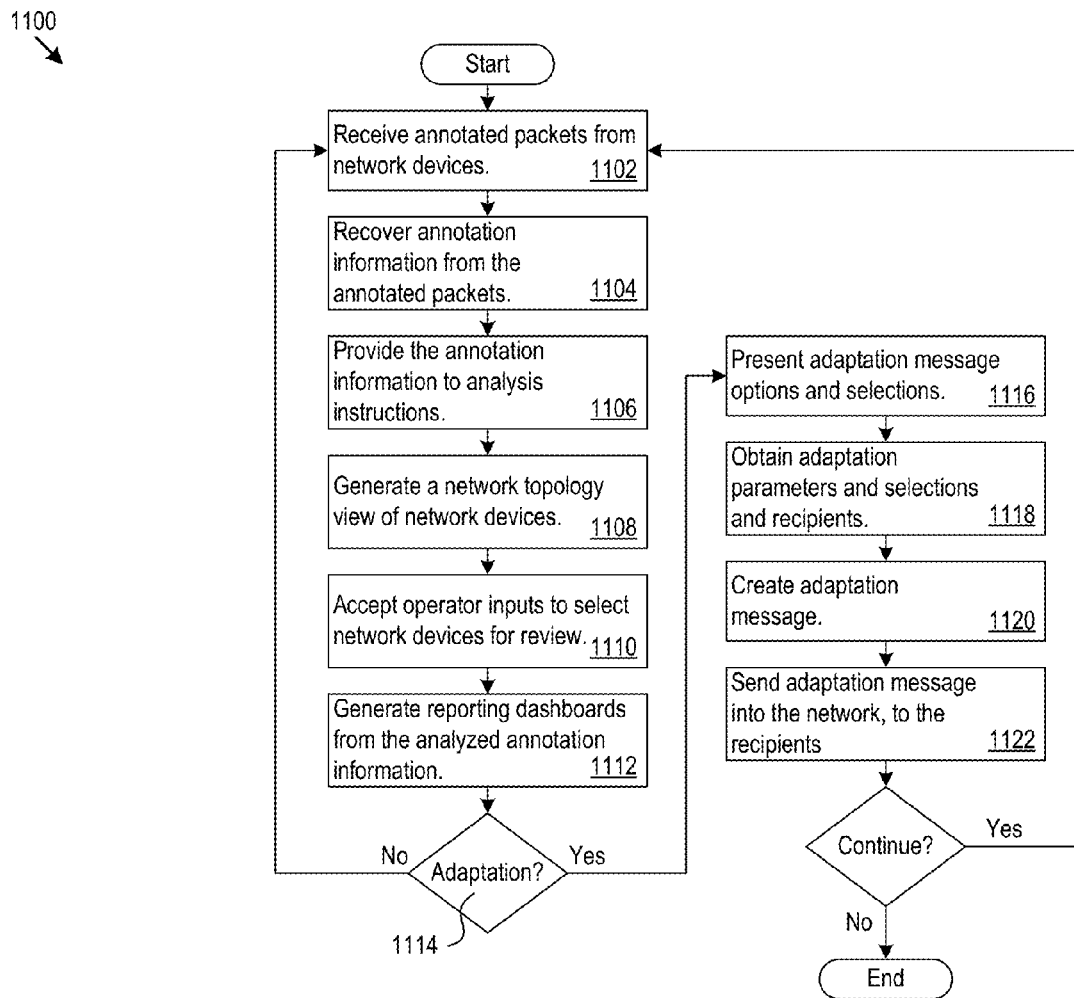 1100
Start
Receive annotated packets from
network devices.
1102
Recover annotation
information from the
annotated packets.
1104
Provide the annotation
information to analysis
instructions.
1106
Generate a network topology
view of network devices.
1108
Accept operator inputs to select
network devices for review.
1110
Generate reporting dashboards
from the analyzed annotation
information.
1112
No
Adaptation?
Yes
1114
Present adaptation message
options and selections.
1116
Obtain adaptation
parameters and selections
and recipients.
1118
Create adaptation
message.
1120
Send adaptation message
into the network, to the
recipients
1122
Continue?
Yes
No
End